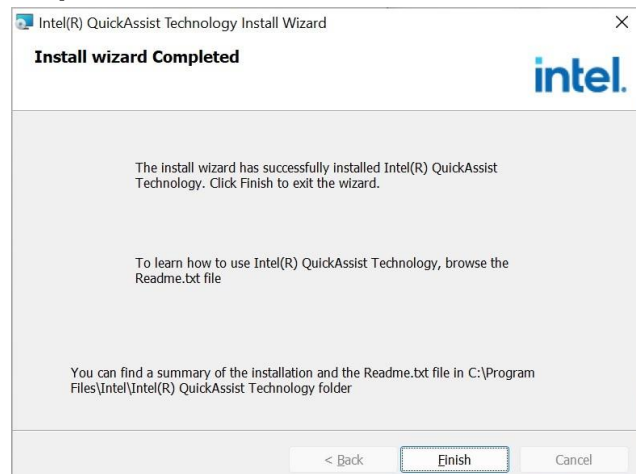 Intel(R) QuickAssist Technology Install Wizard
Install wizard Completed
intel.
The install wizard has successfully installed Intel(R) QuickAssist
Technology. Click Finish to exit the wizard.
To learn how to use Intel(R) QuickAssist Technology, browse the
Readme.txt file
You can find a summary of the installation and the Readme.txt file in C:\Program
Files\Intel\Intel(R) QuickAssist Technology folder
< Back Finish Cancel